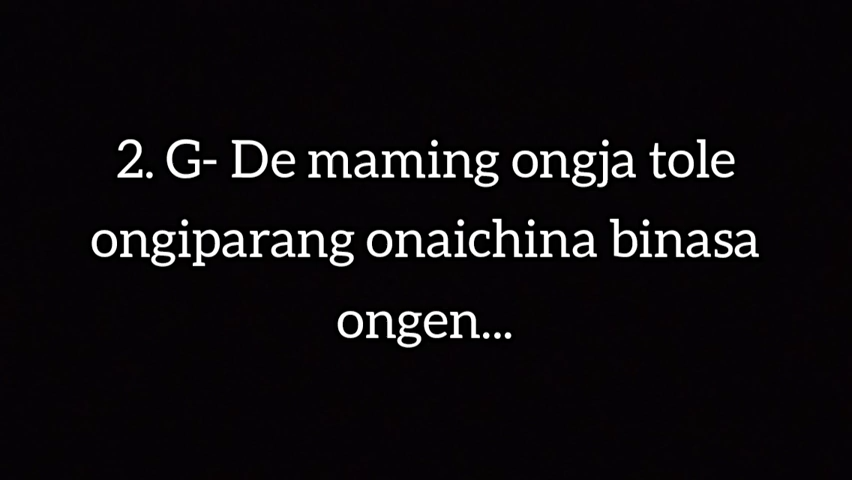 2. G- De maming ongja tole
ongiparang onaichina binasa
ongen...